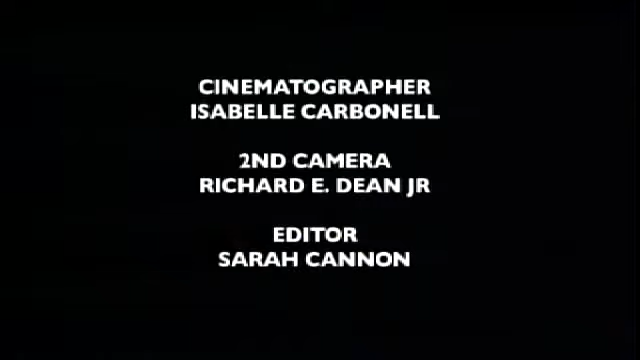 CINEMATOGRAPHER
ISABELLE CARBONELL
2ND CAMERA
RICHARD E. DEAN JR
EDITOR
SARAH CANNON